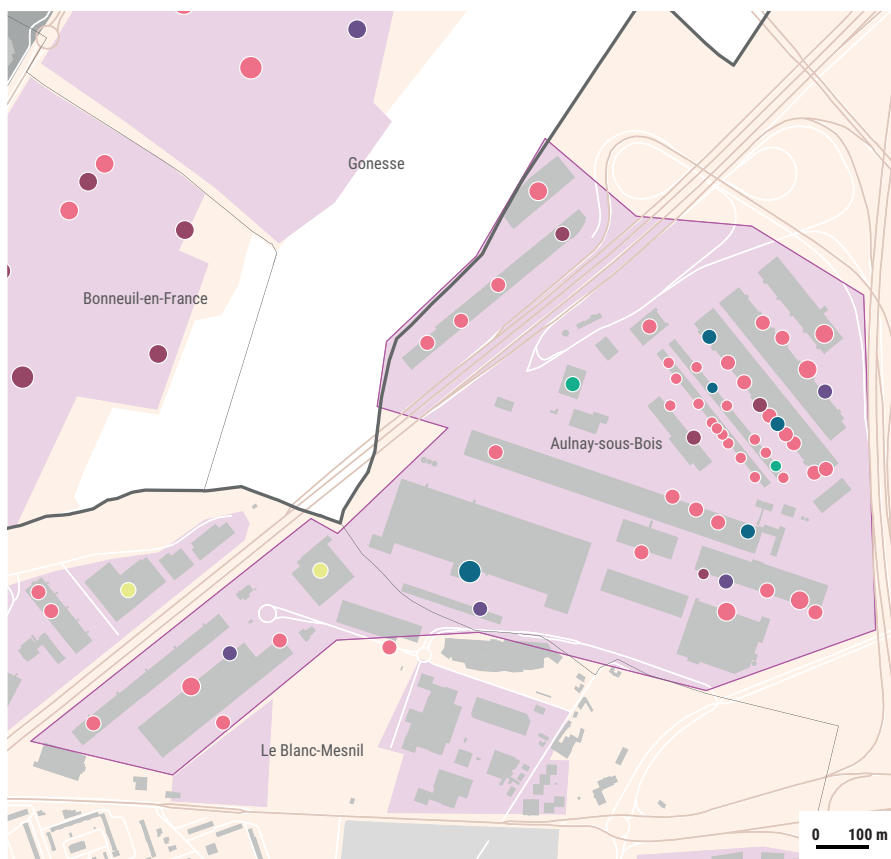 Gonesse
Bonneuil-en-France
Aulnay-sous-Bois
Le Blanc-Mesnil
0 100 m